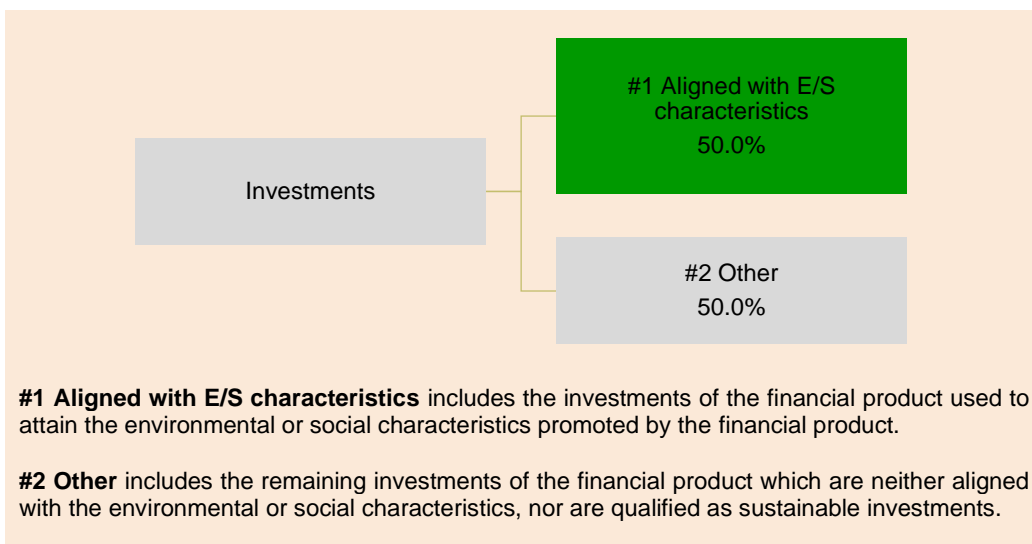 #1 Aligned with E/S
characteristics
50.0%
Investments
#2 Other
50.0%
#1 Aligned with E/S characteristics includes the investments of the financial product used to
attain the environmental or social characteristics promoted by the financial product.
#2 Other includes the remaining investments of the financial product which are neither aligned
with the environmental or social characteristics, nor are qualified as sustainable investments.